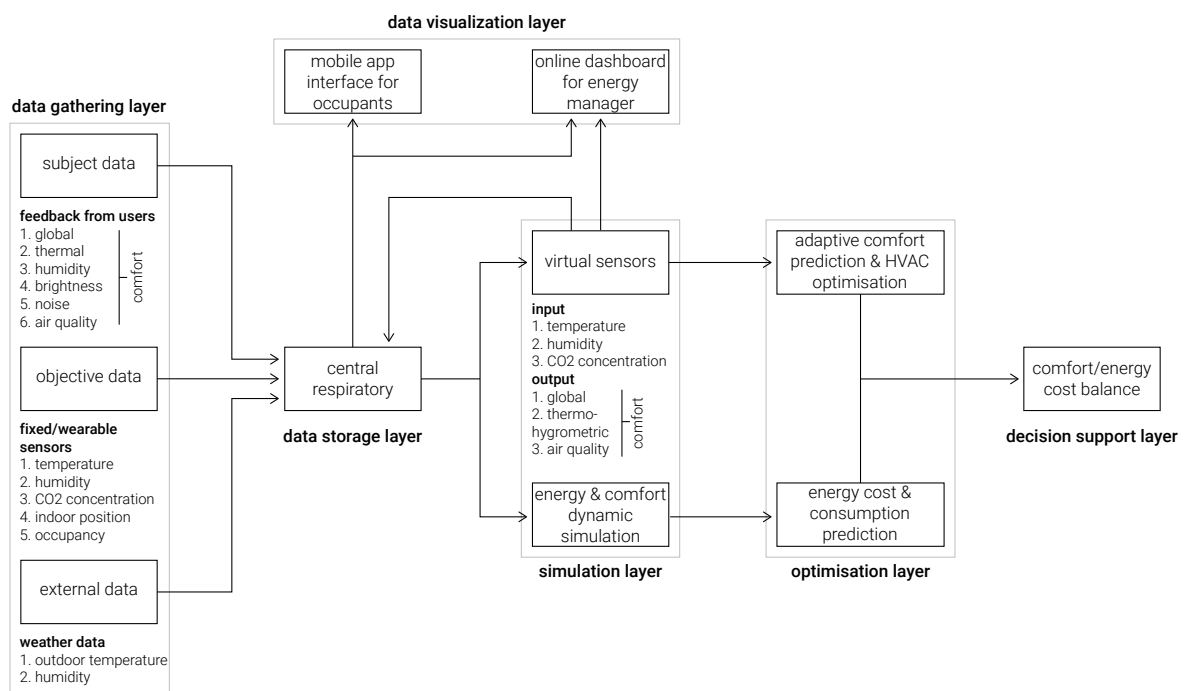 data visualization layer
mobile app
interface for
occupants
online dashboard
for energy
manager
data gathering layer
subject data
feedback from users
1. global
2. thermal
3. humidity
4. brightness
5. noise
6. air quality
comfort
objective data
fixed/wearable
sensors
1. temperature
2. humidity
3. CO2 concentration
4. indoor position
5. occupancy
external data
weather data
1. outdoor temperature
2. humidity
central
respiratory
data storage layer
virtual sensors
input
1. temperature
2. humidity
3. CO2 concentration
output
1. global
2. thermo-
hygrometric
3. air quality
comfort
energy & comfort
dynamic
simulation
simulation layer
adaptive comfort
prediction & HVAC
optimisation
energy cost &
consumption
prediction
optimisation layer
comfort/energy
cost balance
decision support layer